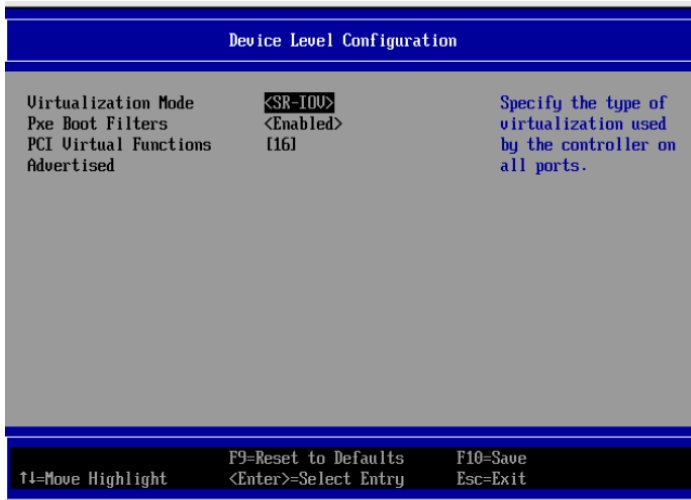 Device Level Configuration
Virtualization Mode <SR-IOV> Specify the type of
Pxe Boot Filters <Enabled> virtualization used
PCI Virtual Functions [16] by the controller on
Advertised all ports.
F9=Reset to Defaults F10=Save
↑↓=Move Highlight <Enter>=Select Entry Esc=Exit